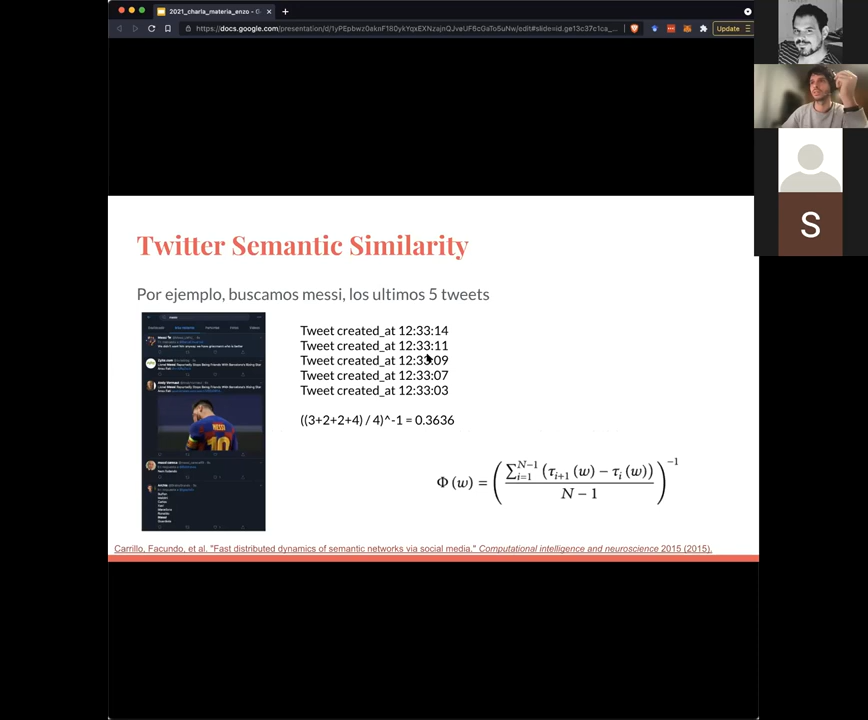 2021_charla_materia_enzo - G
https://docs.google.com/presentation/d/1yPEpbwz0aknF180ykYqxEXNzajnQJveUF6cGaTo5uNw/edit#slide=id.ge13c37c1ca_...
Update
S
Twitter Semantic Similarity
Por ejemplo, buscamos messi, los ultimos 5 tweets
Tweet created_at 12:33:14
Tweet created_at 12:33:11
Tweet created_at 12:33:09
Tweet created_at 12:33:07
Tweet created_at 12:33:03
((3+2+2+4) / 4)^-1 = 0.3636
MESSI
10
Φ (w) = ( ∑_{i=1}^{N−1} (τ_{i+1} (w) − τ_i (w)) / N − 1 )^{−1}
Carrillo, Facundo, et al. "Fast distributed dynamics of semantic networks via social media." Computational intelligence and neuroscience 2015 (2015).